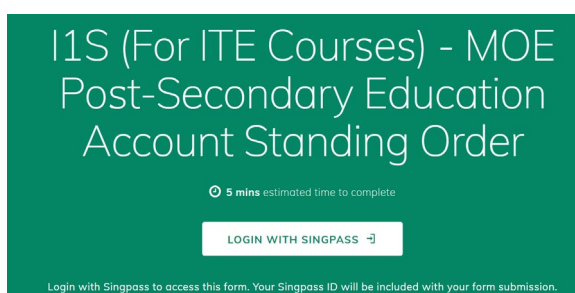 I1S (For ITE Courses) - MOE
Post-Secondary Education
Account Standing Order
5 mins estimated time to complete
LOGIN WITH SINGPASS
Login with Singpass to access this form. Your Singpass ID will be included with your form submission.